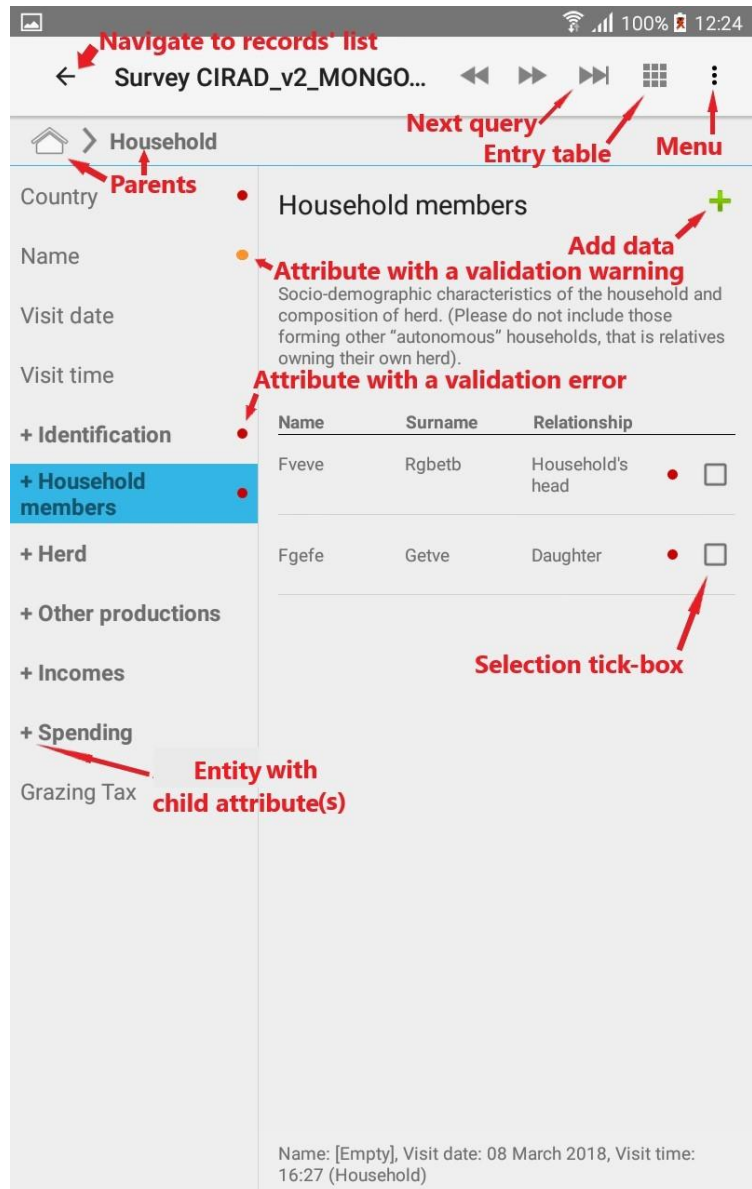 100% 12:24
Navigate to records' list
Survey CIRAD_v2_MONGO...
Next query
Entry table
Menu
Household
Parents
Country
Household members
Add data
Name
Attribute with a validation warning
Socio-demographic characteristics of the household and
composition of herd. (Please do not include those
forming other “autonomous” households, that is relatives
owning their own herd).
Visit date
Visit time
Attribute with a validation error
+ Identification
Name Surname Relationship
+ Household
members
Fveve Rgbetb Household's
head
+ Herd
Fgefe Getve Daughter
+ Other productions
Selection tick-box
+ Incomes
+ Spending
Entity with
child attribute(s)
Grazing Tax
Name: [Empty], Visit date: 08 March 2018, Visit time:
16:27 (Household)